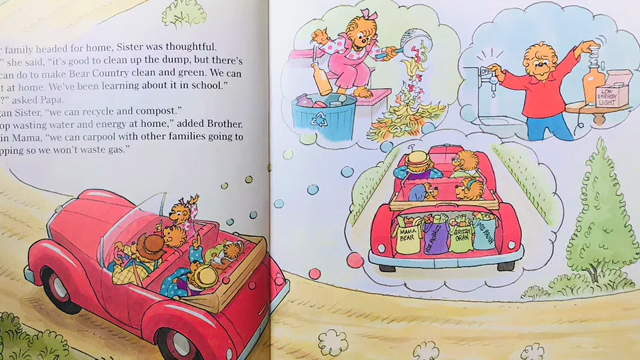 family headed for home, Sister was thoughtful.
" she said, "it's good to clean up the dump, but there's
can do to make Bear Country clean and green. We can
t at home. We've been learning about it in school."
?" asked Papa.
gan Sister, "we can recycle and compost."
op wasting water and energy at home," added Brother.
in Mama, "we can carpool with other families going to
pping so we won't waste gas."
LOW ENERGY LIGHT
MAMA BEAR